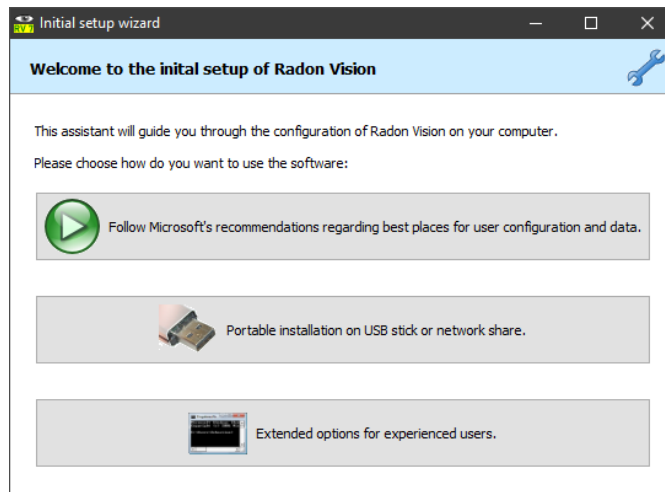 Initial setup wizard
Welcome to the inital setup of Radon Vision
This assistant will guide you through the configuration of Radon Vision on your computer.
Please choose how do you want to use the software:
Follow Microsoft's recommendations regarding best places for user configuration and data.
Portable installation on USB stick or network share.
Extended options for experienced users.